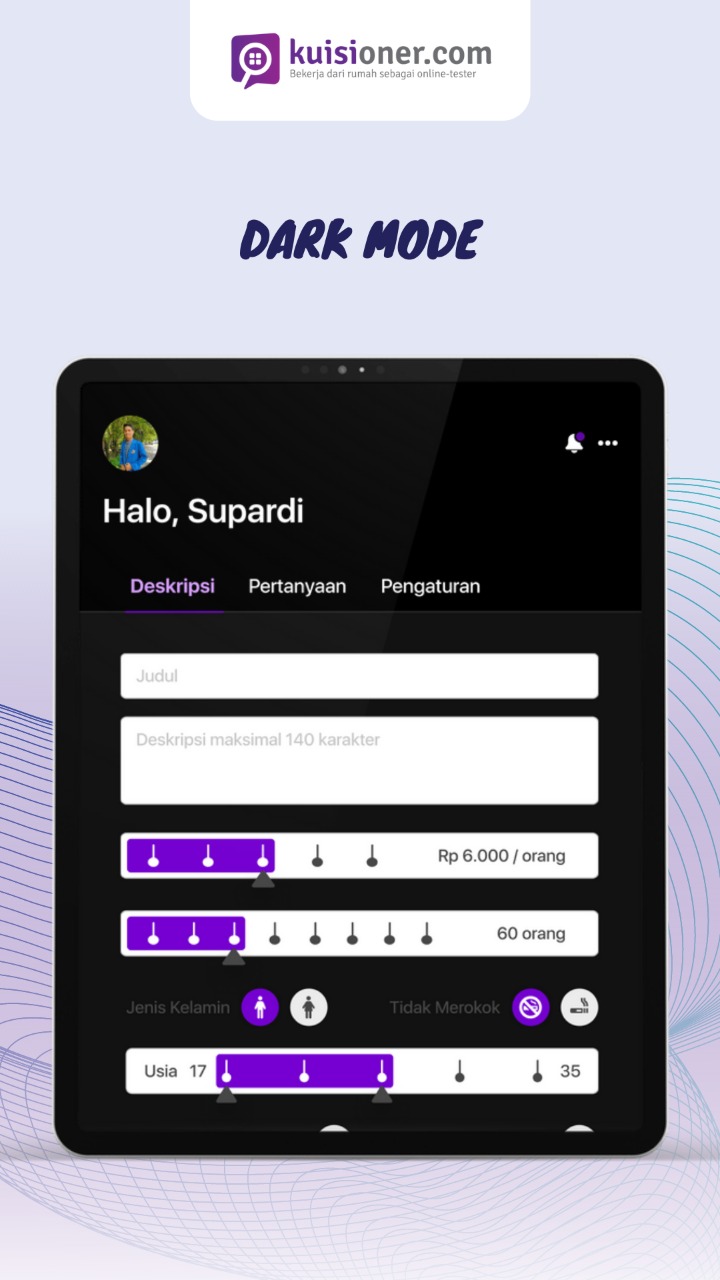 kuisioner.com
Bekerja dari rumah sebagai online-tester
DARK MODE
Halo, Supardi
Deskripsi Pertanyaan Pengaturan
Judul
Deskripsi maksimal 140 karakter
Rp 6.000 / orang
60 orang
Jenis Kelamin Tidak Merokok
Usia 17 35